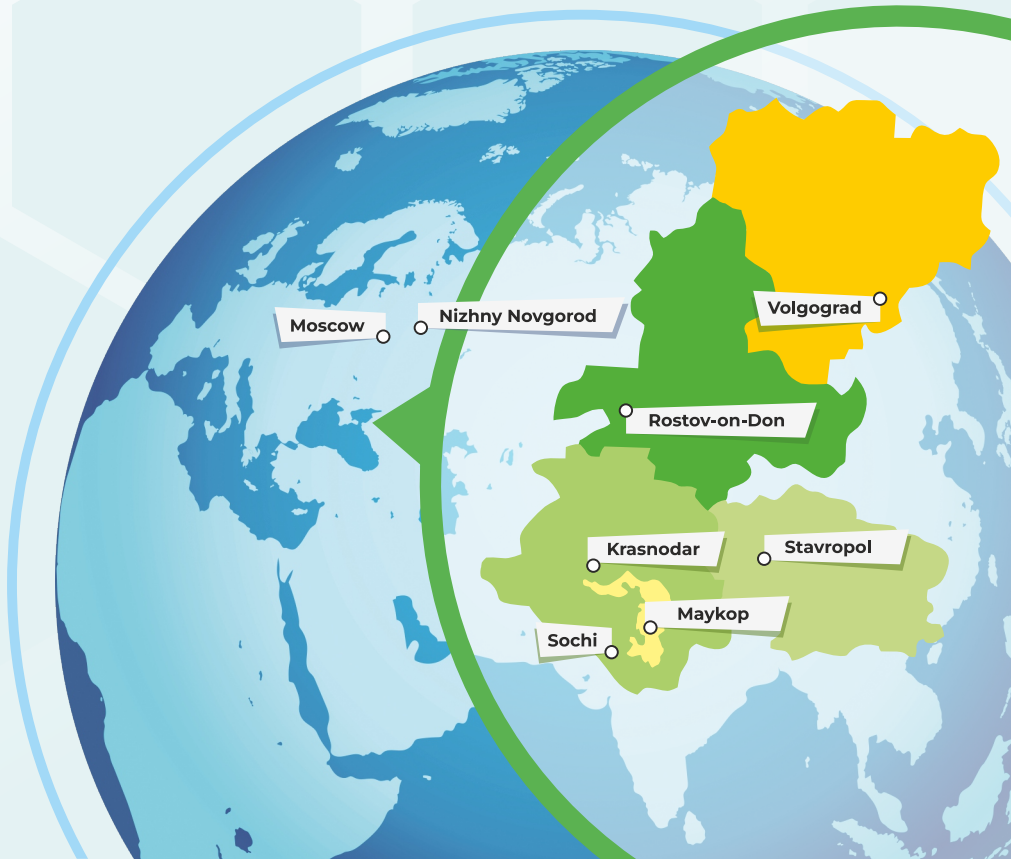 Moscow
Nizhny Novgorod
Volgograd
Rostov-on-Don
Krasnodar
Stavropol
Maykop
Sochi